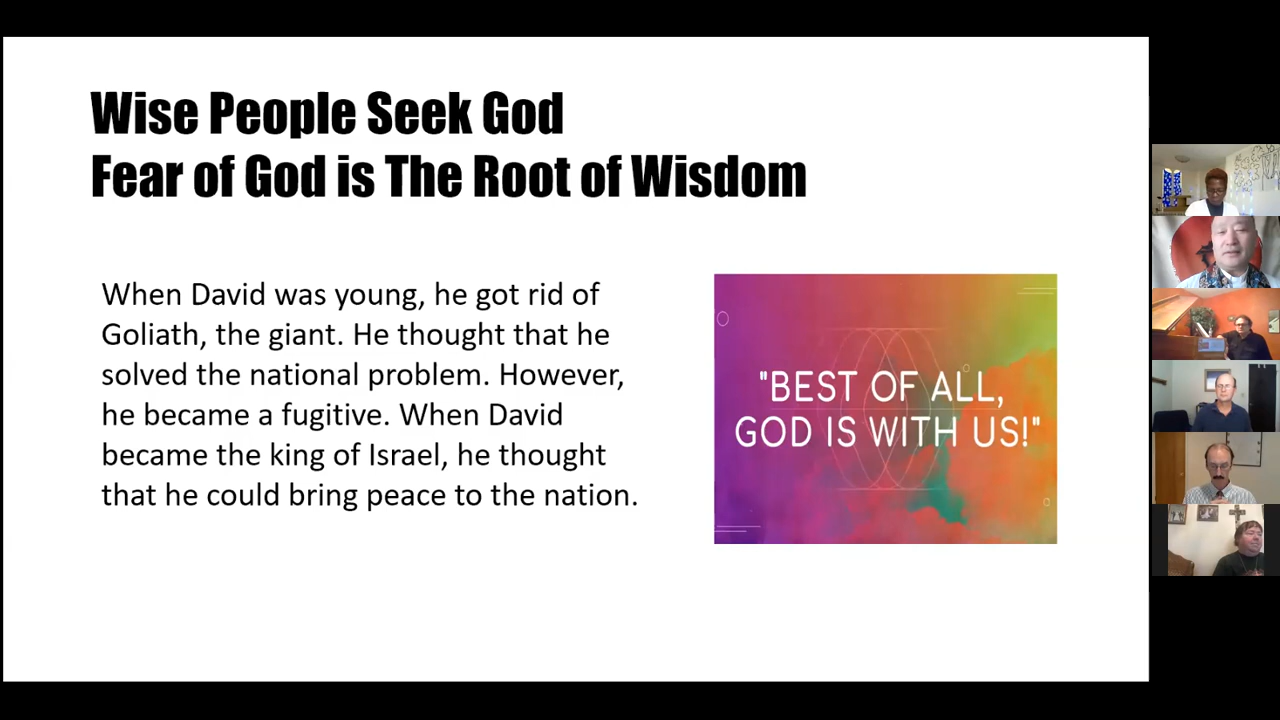 Wise People Seek God
Fear of God is The Root of Wisdom
When David was young, he got rid of
Goliath, the giant. He thought that he
solved the national problem. However,
he became a fugitive. When David
became the king of Israel, he thought
that he could bring peace to the nation.
"BEST OF ALL,
GOD IS WITH US!"